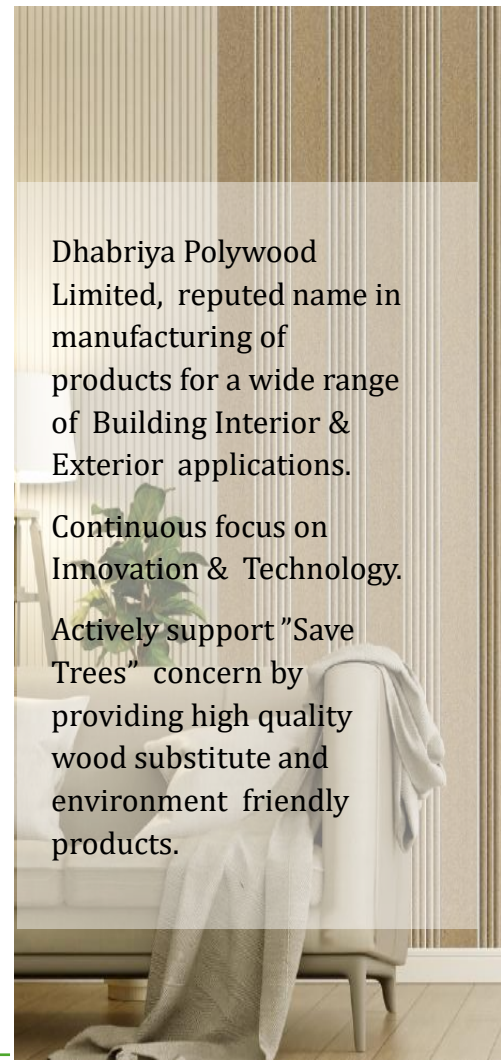 Dhabriya Polywood
Limited, reputed name in
manufacturing of
products for a wide range
of Building Interior &
Exterior applications.
Continuous focus on
Innovation & Technology.
Actively support ”Save
Trees” concern by
providing high quality
wood substitute and
environment friendly
products.